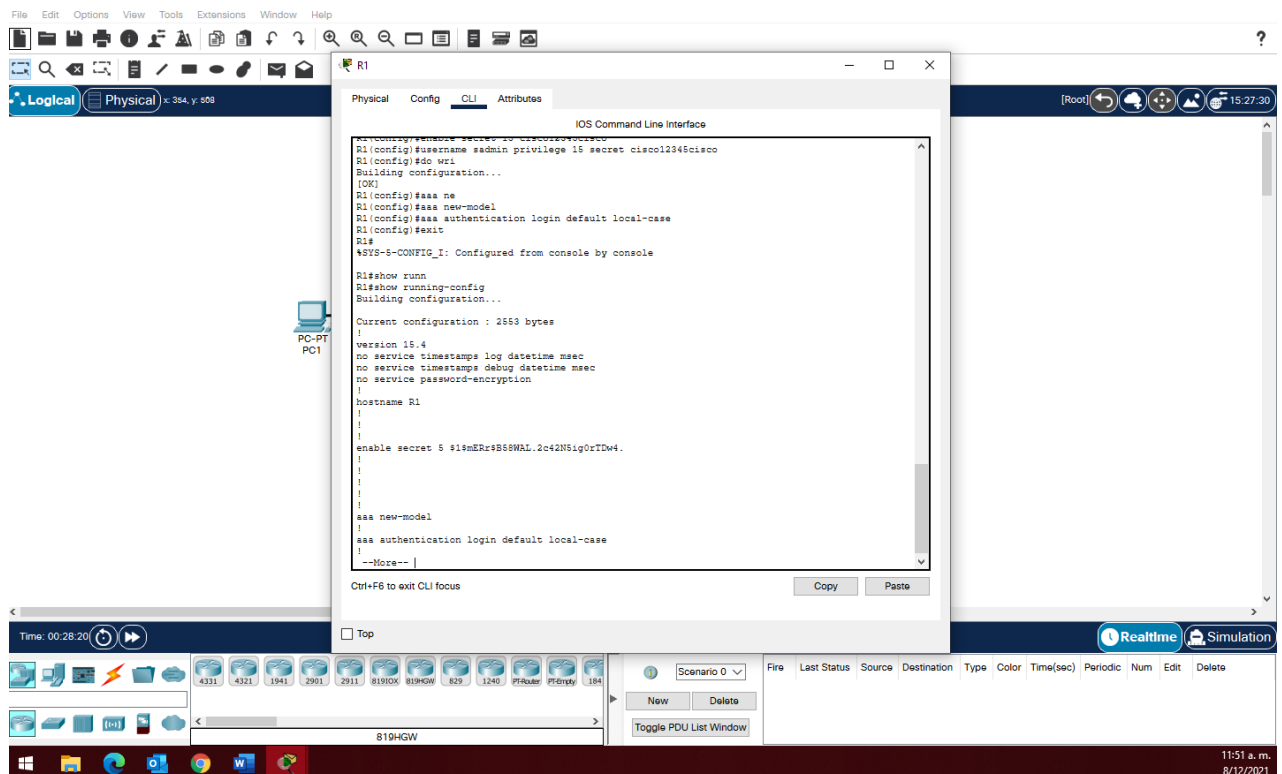 File Edit Options View Tools Extensions Window Help
?
R1
Logical
Physical x: 354, y: 508
[Root]
15:27:30
Physical Config CLI Attributes
IOS Command Line Interface
R1(config)#enable secret 15 cisco12345cisco
R1(config)#username sadmin privilege 15 secret cisco12345cisco
R1(config)#do wri
Building configuration...
[OK]
R1(config)#aaa ne
R1(config)#aaa new-model
R1(config)#aaa authentication login default local-case
R1(config)#exit
R1#
%SYS-5-CONFIG_I: Configured from console by console
R1#show runn
R1#show running-config
Building configuration...
Current configuration : 2553 bytes
!
version 15.4
no service timestamps log datetime msec
no service timestamps debug datetime msec
no service password-encryption
!
hostname R1
!
!
!
enable secret 5 $1$mERr$B58WAL.2c42N5ig0rTDw4.
!
!
!
!
!
aaa new-model
!
aaa authentication login default local-case
!
--More--
PC-PT
PC1
Ctrl+F6 to exit CLI focus
Copy Paste
Top
Time: 00:28:20
Realtime Simulation
4331 4321 1941 2901 2911 819IOX 819HGW 829 1240 PT-Router PT-Empty 184
819HGW
Scenario 0
New Delete
Toggle PDU List Window
Fire Last Status Source Destination Type Color Time(sec) Periodic Num Edit Delete
11:51 a. m.
8/12/2021